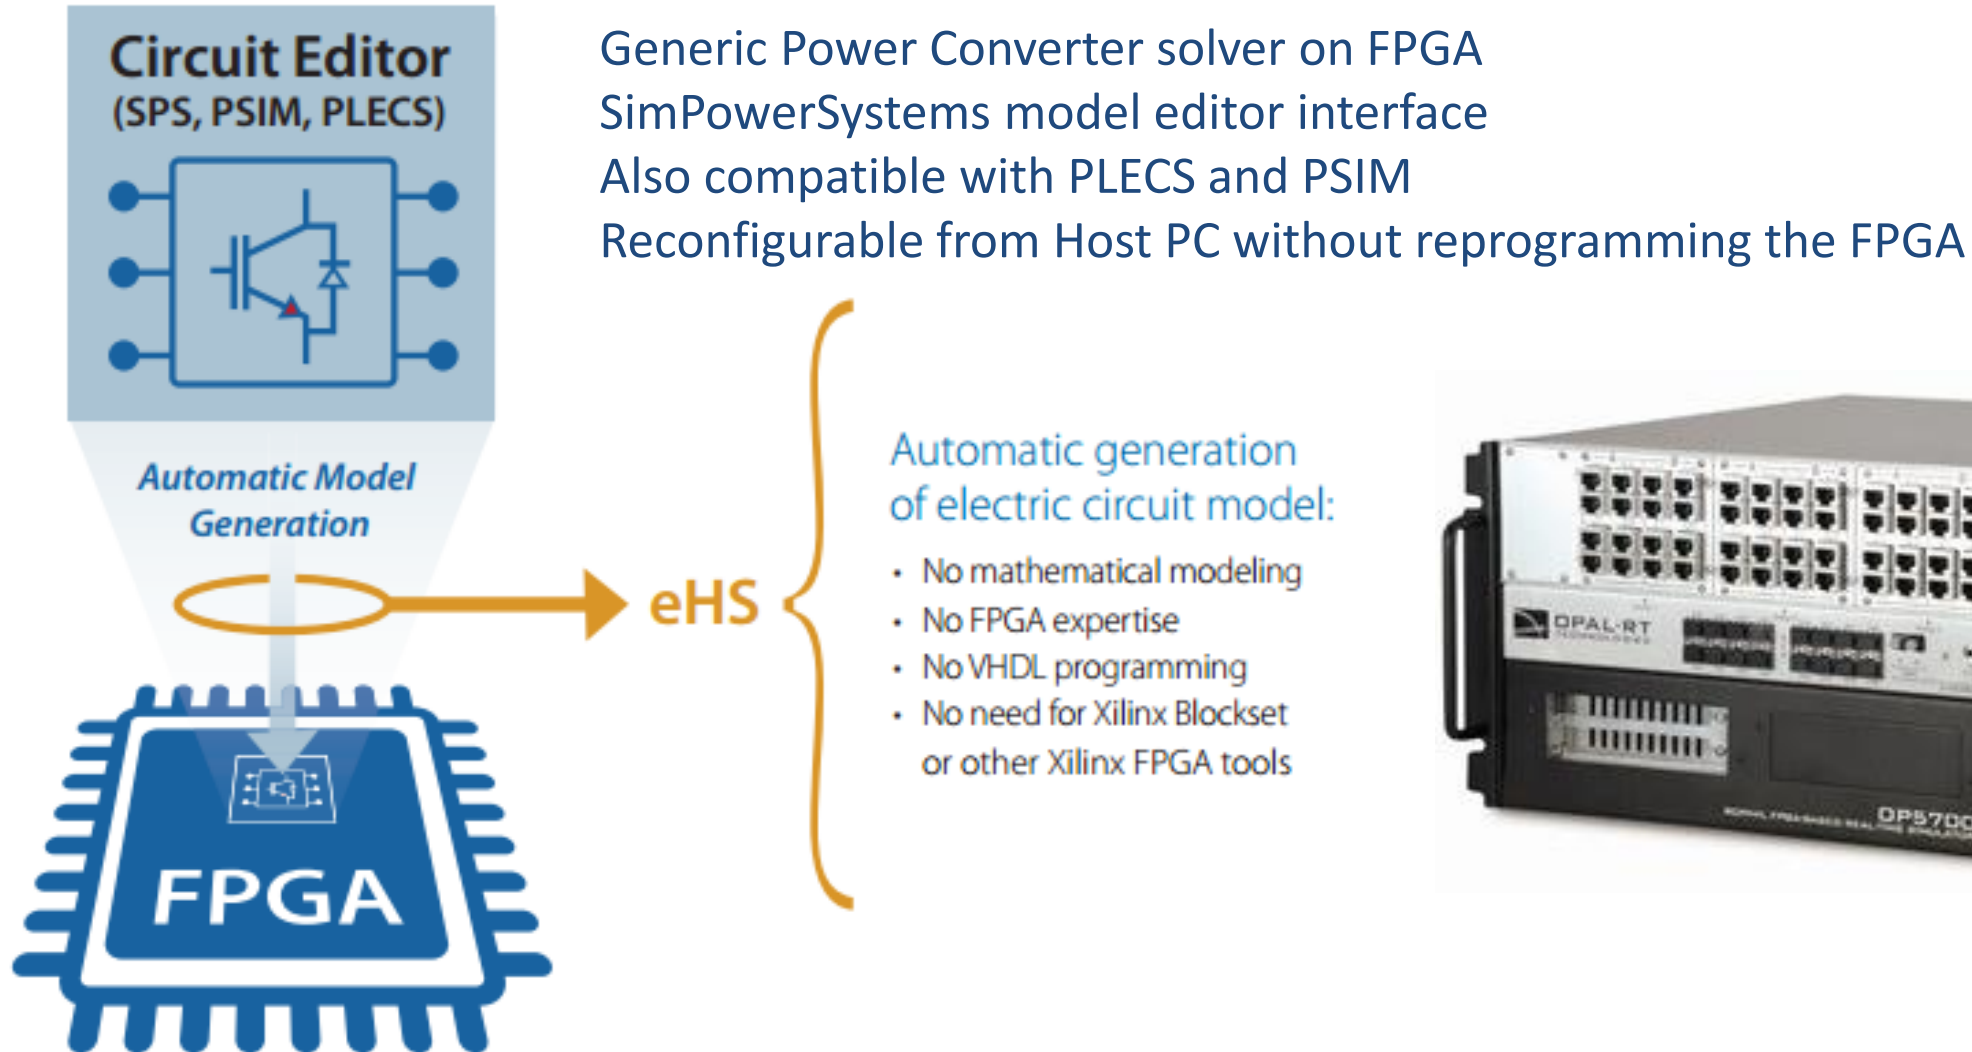 Circuit Editor
(SPS, PSIM, PLECS)
Generic Power Converter solver on FPGA
SimPowerSystems model editor interface
Also compatible with PLECS and PSIM
Reconfigurable from Host PC without reprogramming the FPGA
Automatic Model
Generation
eHS
Automatic generation
of electric circuit model:
• No mathematical modeling
• No FPGA expertise
• No VHDL programming
• No need for Xilinx Blockset
or other Xilinx FPGA tools
FPGA
OPAL-RT
TECHNOLOGIES
OP570